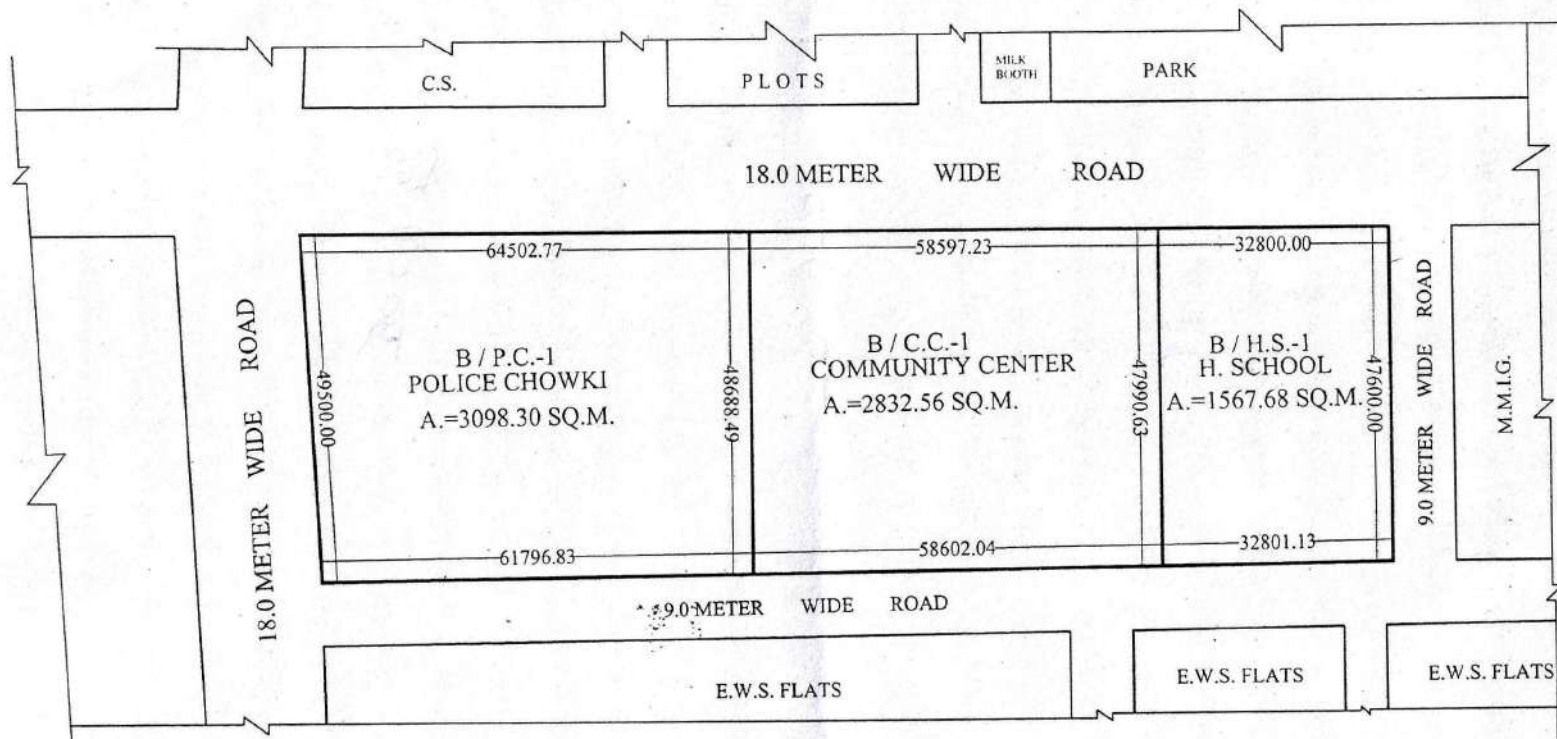 C.S.
PLOTS
MILK
BOOTH
PARK
18.0 METER WIDE ROAD
64502.77
58597.23
32800.00
18.0 METER WIDE ROAD
49500.00
B / P.C.-1
POLICE CHOWKI
A.=3098.30 SQ.M.
48688.49
B / C.C.-1
COMMUNITY CENTER
A.=2832.56 SQ.M.
47990.63
B / H.S.-1
H. SCHOOL
A.=1567.68 SQ.M.
47600.00
9.0 METER WIDE ROAD
M.M.I.G.
61796.83
58602.04
32801.13
9.0 METER WIDE ROAD
E.W.S. FLATS
E.W.S. FLATS
E.W.S. FLATS